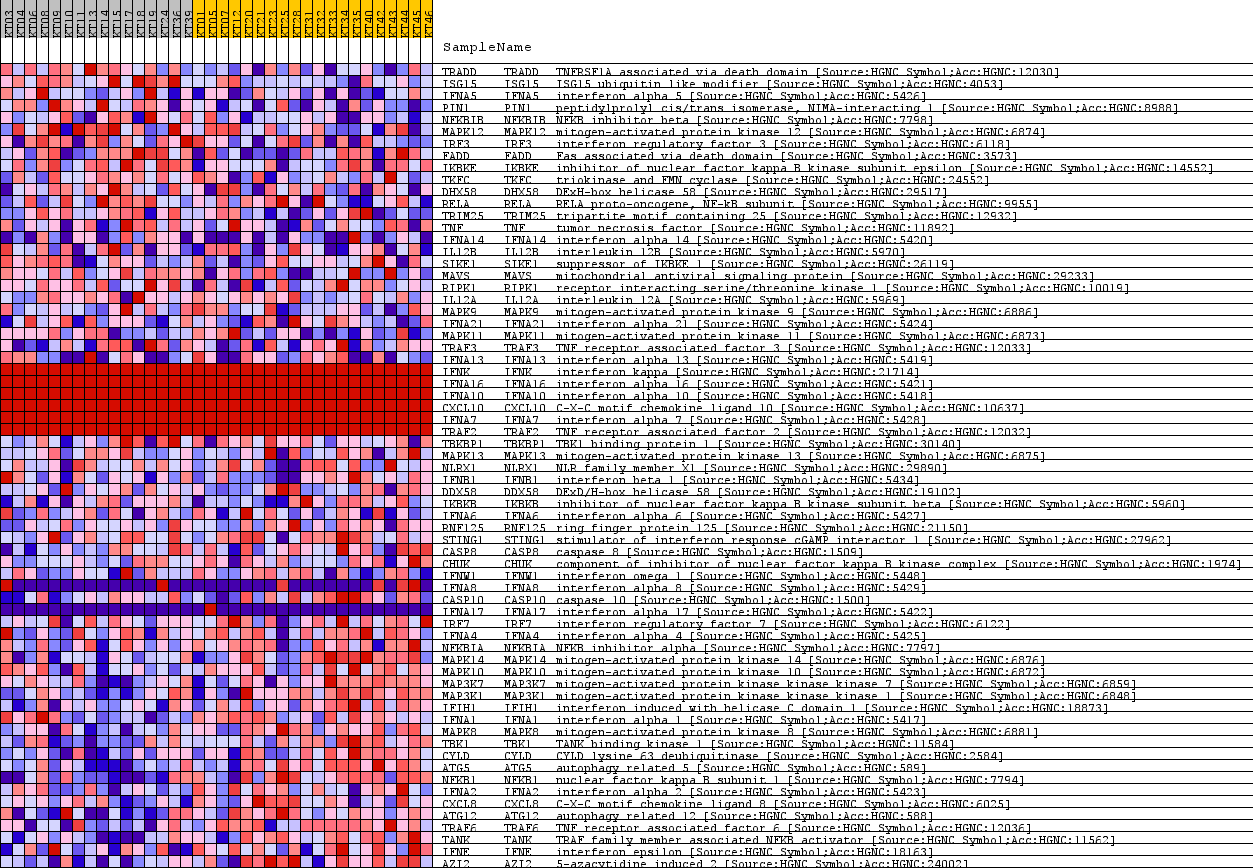 KT03 KT04 KT06 KT08 KT09 KT10 KT11 KT13 KT14 KT15 KT17 KT18 KT19 KT24 KT36 KT39 KT01 KT05 KT07 KT12 KT20 KT21 KT23 KT25 KT28 KT31 KT32 KT33 KT34 KT35 KT40 KT42 KT43 KT44 KT45 KT46
SampleName
TRADD TRADD TNFRSF1A associated via death domain [Source:HGNC Symbol;Acc:HGNC:12030]
ISG15 ISG15 ISG15 ubiquitin like modifier [Source:HGNC Symbol;Acc:HGNC:4053]
IFNA5 IFNA5 interferon alpha 5 [Source:HGNC Symbol;Acc:HGNC:5426]
PIN1 PIN1 peptidylprolyl cis/trans isomerase, NIMA-interacting 1 [Source:HGNC Symbol;Acc:HGNC:8988]
NFKBIB NFKBIB NFKB inhibitor beta [Source:HGNC Symbol;Acc:HGNC:7798]
MAPK12 MAPK12 mitogen-activated protein kinase 12 [Source:HGNC Symbol;Acc:HGNC:6874]
IRF3 IRF3 interferon regulatory factor 3 [Source:HGNC Symbol;Acc:HGNC:6118]
FADD FADD Fas associated via death domain [Source:HGNC Symbol;Acc:HGNC:3573]
IKBKE IKBKE inhibitor of nuclear factor kappa B kinase subunit epsilon [Source:HGNC Symbol;Acc:HGNC:14552]
TKFC TKFC triokinase and FMN cyclase [Source:HGNC Symbol;Acc:HGNC:24552]
DHX58 DHX58 DExH-box helicase 58 [Source:HGNC Symbol;Acc:HGNC:29517]
RELA RELA RELA proto-oncogene, NF-kB subunit [Source:HGNC Symbol;Acc:HGNC:9955]
TRIM25 TRIM25 tripartite motif containing 25 [Source:HGNC Symbol;Acc:HGNC:12932]
TNF TNF tumor necrosis factor [Source:HGNC Symbol;Acc:HGNC:11892]
IFNA14 IFNA14 interferon alpha 14 [Source:HGNC Symbol;Acc:HGNC:5420]
IL12B IL12B interleukin 12B [Source:HGNC Symbol;Acc:HGNC:5970]
SIKE1 SIKE1 suppressor of IKBKE 1 [Source:HGNC Symbol;Acc:HGNC:26119]
MAVS MAVS mitochondrial antiviral signaling protein [Source:HGNC Symbol;Acc:HGNC:29233]
RIPK1 RIPK1 receptor interacting serine/threonine kinase 1 [Source:HGNC Symbol;Acc:HGNC:10019]
IL12A IL12A interleukin 12A [Source:HGNC Symbol;Acc:HGNC:5969]
MAPK9 MAPK9 mitogen-activated protein kinase 9 [Source:HGNC Symbol;Acc:HGNC:6886]
IFNA21 IFNA21 interferon alpha 21 [Source:HGNC Symbol;Acc:HGNC:5424]
MAPK11 MAPK11 mitogen-activated protein kinase 11 [Source:HGNC Symbol;Acc:HGNC:6873]
TRAF3 TRAF3 TNF receptor associated factor 3 [Source:HGNC Symbol;Acc:HGNC:12033]
IFNA13 IFNA13 interferon alpha 13 [Source:HGNC Symbol;Acc:HGNC:5419]
IFNK IFNK interferon kappa [Source:HGNC Symbol;Acc:HGNC:21714]
IFNA16 IFNA16 interferon alpha 16 [Source:HGNC Symbol;Acc:HGNC:5421]
IFNA10 IFNA10 interferon alpha 10 [Source:HGNC Symbol;Acc:HGNC:5418]
CXCL10 CXCL10 C-X-C motif chemokine ligand 10 [Source:HGNC Symbol;Acc:HGNC:10637]
IFNA7 IFNA7 interferon alpha 7 [Source:HGNC Symbol;Acc:HGNC:5428]
TRAF2 TRAF2 TNF receptor associated factor 2 [Source:HGNC Symbol;Acc:HGNC:12032]
TBKBP1 TBKBP1 TBK1 binding protein 1 [Source:HGNC Symbol;Acc:HGNC:30140]
MAPK13 MAPK13 mitogen-activated protein kinase 13 [Source:HGNC Symbol;Acc:HGNC:6875]
NLRX1 NLRX1 NLR family member X1 [Source:HGNC Symbol;Acc:HGNC:29890]
IFNB1 IFNB1 interferon beta 1 [Source:HGNC Symbol;Acc:HGNC:5434]
DDX58 DDX58 DExD/H-box helicase 58 [Source:HGNC Symbol;Acc:HGNC:19102]
IKBKB IKBKB inhibitor of nuclear factor kappa B kinase subunit beta [Source:HGNC Symbol;Acc:HGNC:5960]
IFNA6 IFNA6 interferon alpha 6 [Source:HGNC Symbol;Acc:HGNC:5427]
RNF125 RNF125 ring finger protein 125 [Source:HGNC Symbol;Acc:HGNC:21150]
STING1 STING1 stimulator of interferon response cGAMP interactor 1 [Source:HGNC Symbol;Acc:HGNC:27962]
CASP8 CASP8 caspase 8 [Source:HGNC Symbol;Acc:HGNC:1509]
CHUK CHUK component of inhibitor of nuclear factor kappa B kinase complex [Source:HGNC Symbol;Acc:HGNC:1974]
IFNW1 IFNW1 interferon omega 1 [Source:HGNC Symbol;Acc:HGNC:5448]
IFNA8 IFNA8 interferon alpha 8 [Source:HGNC Symbol;Acc:HGNC:5429]
CASP10 CASP10 caspase 10 [Source:HGNC Symbol;Acc:HGNC:1500]
IFNA17 IFNA17 interferon alpha 17 [Source:HGNC Symbol;Acc:HGNC:5422]
IRF7 IRF7 interferon regulatory factor 7 [Source:HGNC Symbol;Acc:HGNC:6122]
IFNA4 IFNA4 interferon alpha 4 [Source:HGNC Symbol;Acc:HGNC:5425]
NFKBIA NFKBIA NFKB inhibitor alpha [Source:HGNC Symbol;Acc:HGNC:7797]
MAPK14 MAPK14 mitogen-activated protein kinase 14 [Source:HGNC Symbol;Acc:HGNC:6876]
MAPK10 MAPK10 mitogen-activated protein kinase 10 [Source:HGNC Symbol;Acc:HGNC:6872]
MAP3K7 MAP3K7 mitogen-activated protein kinase kinase kinase 7 [Source:HGNC Symbol;Acc:HGNC:6859]
MAP3K1 MAP3K1 mitogen-activated protein kinase kinase kinase 1 [Source:HGNC Symbol;Acc:HGNC:6848]
IFIH1 IFIH1 interferon induced with helicase C domain 1 [Source:HGNC Symbol;Acc:HGNC:18873]
IFNA1 IFNA1 interferon alpha 1 [Source:HGNC Symbol;Acc:HGNC:5417]
MAPK8 MAPK8 mitogen-activated protein kinase 8 [Source:HGNC Symbol;Acc:HGNC:6881]
TBK1 TBK1 TANK binding kinase 1 [Source:HGNC Symbol;Acc:HGNC:11584]
CYLD CYLD CYLD lysine 63 deubiquitinase [Source:HGNC Symbol;Acc:HGNC:2584]
ATG5 ATG5 autophagy related 5 [Source:HGNC Symbol;Acc:HGNC:589]
NFKB1 NFKB1 nuclear factor kappa B subunit 1 [Source:HGNC Symbol;Acc:HGNC:7794]
IFNA2 IFNA2 interferon alpha 2 [Source:HGNC Symbol;Acc:HGNC:5423]
CXCL8 CXCL8 C-X-C motif chemokine ligand 8 [Source:HGNC Symbol;Acc:HGNC:6025]
ATG12 ATG12 autophagy related 12 [Source:HGNC Symbol;Acc:HGNC:588]
TRAF6 TRAF6 TNF receptor associated factor 6 [Source:HGNC Symbol;Acc:HGNC:12036]
TANK TANK TRAF family member associated NFKB activator [Source:HGNC Symbol;Acc:HGNC:11562]
IFNE IFNE interferon epsilon [Source:HGNC Symbol;Acc:HGNC:18163]
AZI2 AZI2 5-azacytidine induced 2 [Source:HGNC Symbol;Acc:HGNC:24002]